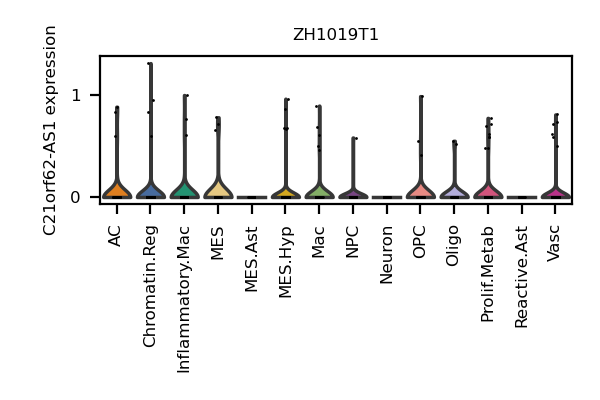 ZH1019T1
C21orf62-AS1 expression
1
0
AC
Chromatin.Reg
Inflammatory.Mac
MES
MES.Ast
MES.Hyp
Mac
NPC
Neuron
OPC
Oligo
Prolif.Metab
Reactive.Ast
Vasc